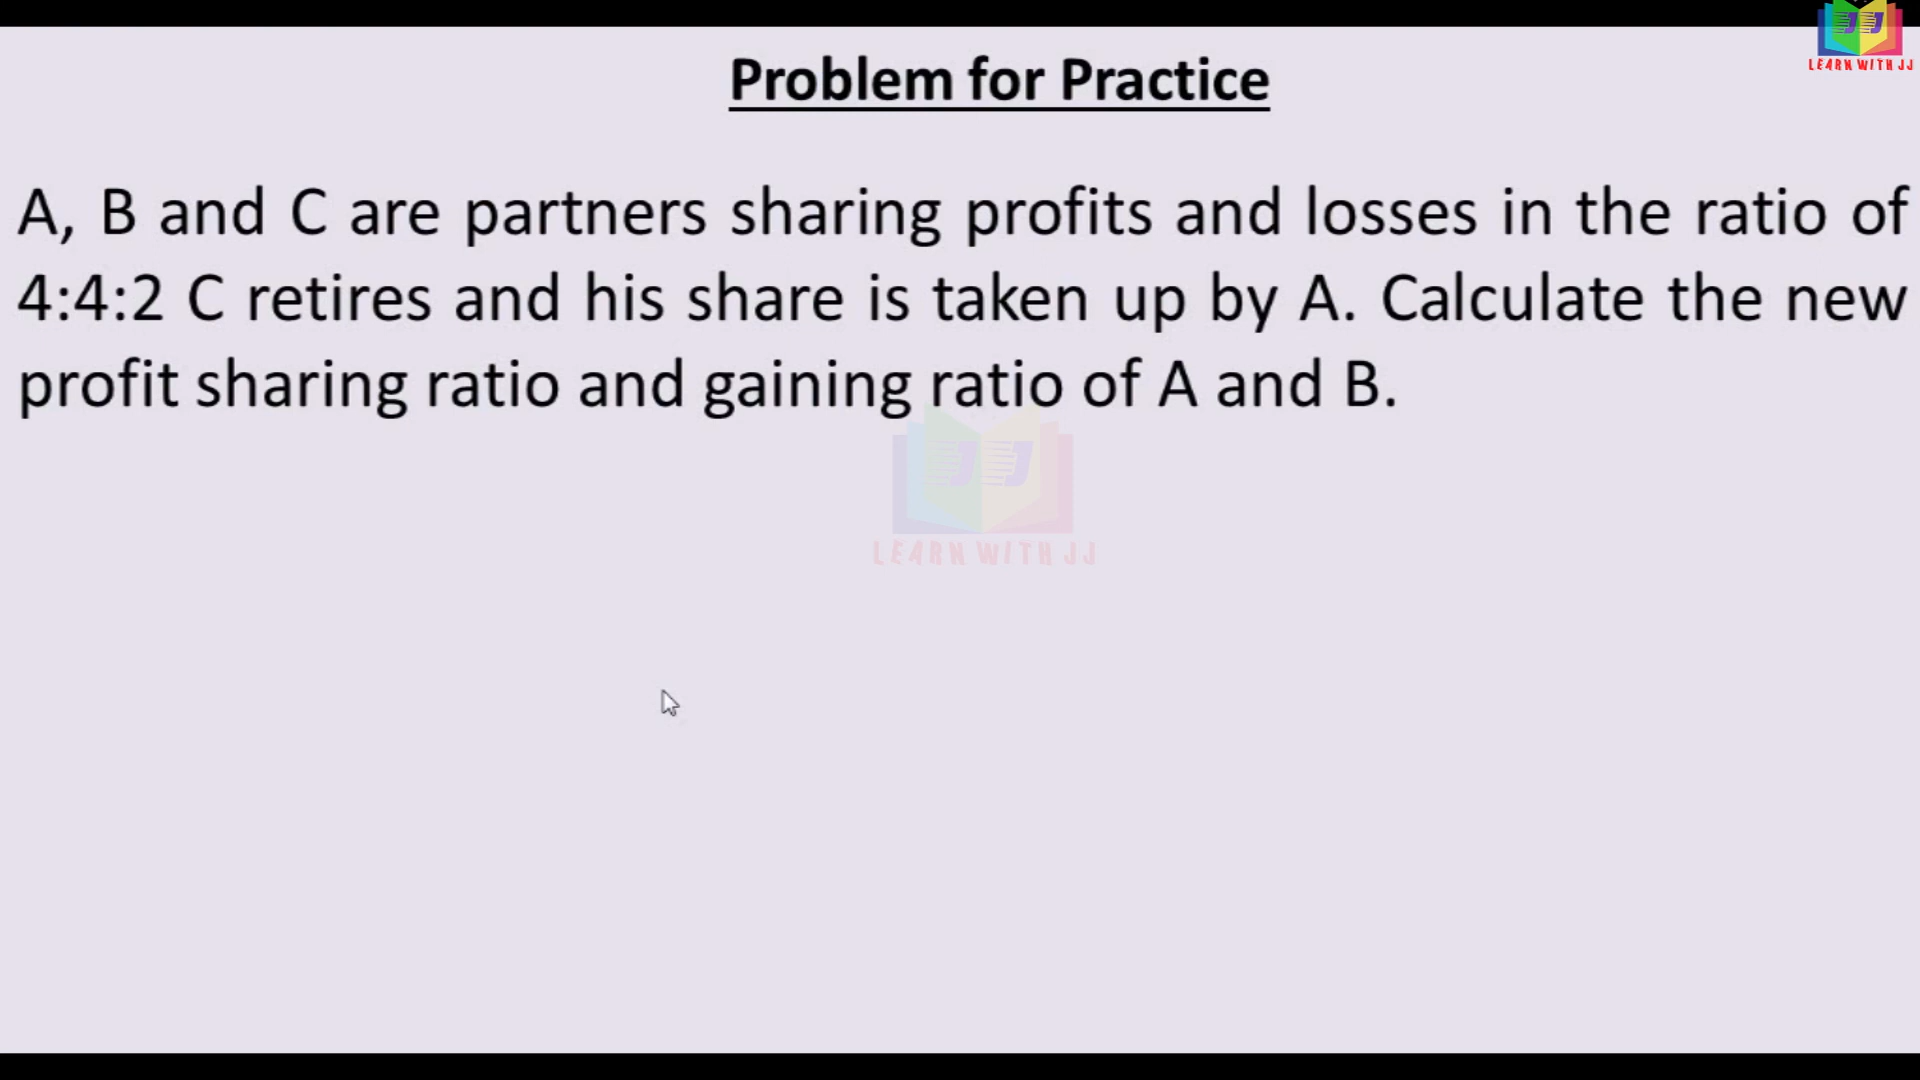 LEARN WITH JJ
Problem for Practice
A, B and C are partners sharing profits and losses in the ratio of
4:4:2 C retires and his share is taken up by A. Calculate the new
profit sharing ratio and gaining ratio of A and B.
JJ
LEARN WITH JJ